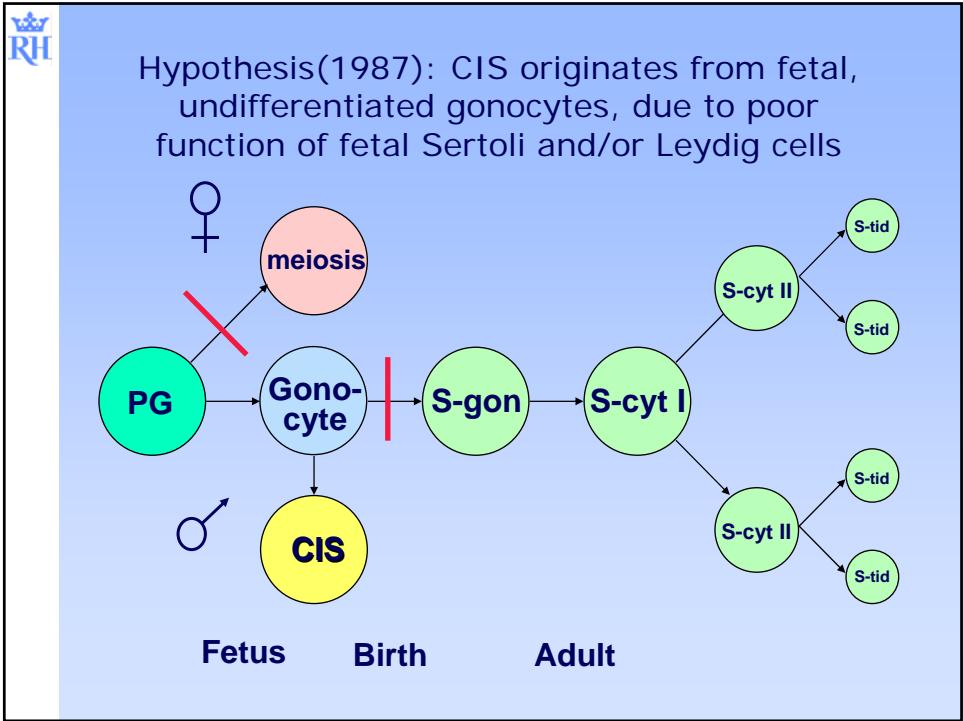 RH
Hypothesis(1987): CIS originates from fetal,
undifferentiated gonocytes, due to poor
function of fetal Sertoli and/or Leydig cells
meiosis
S-tid
S-cyt II
S-tid
PG
Gono-
cyte
S-gon
S-cyt I
S-tid
S-cyt II
CIS
S-tid
Fetus
Birth
Adult